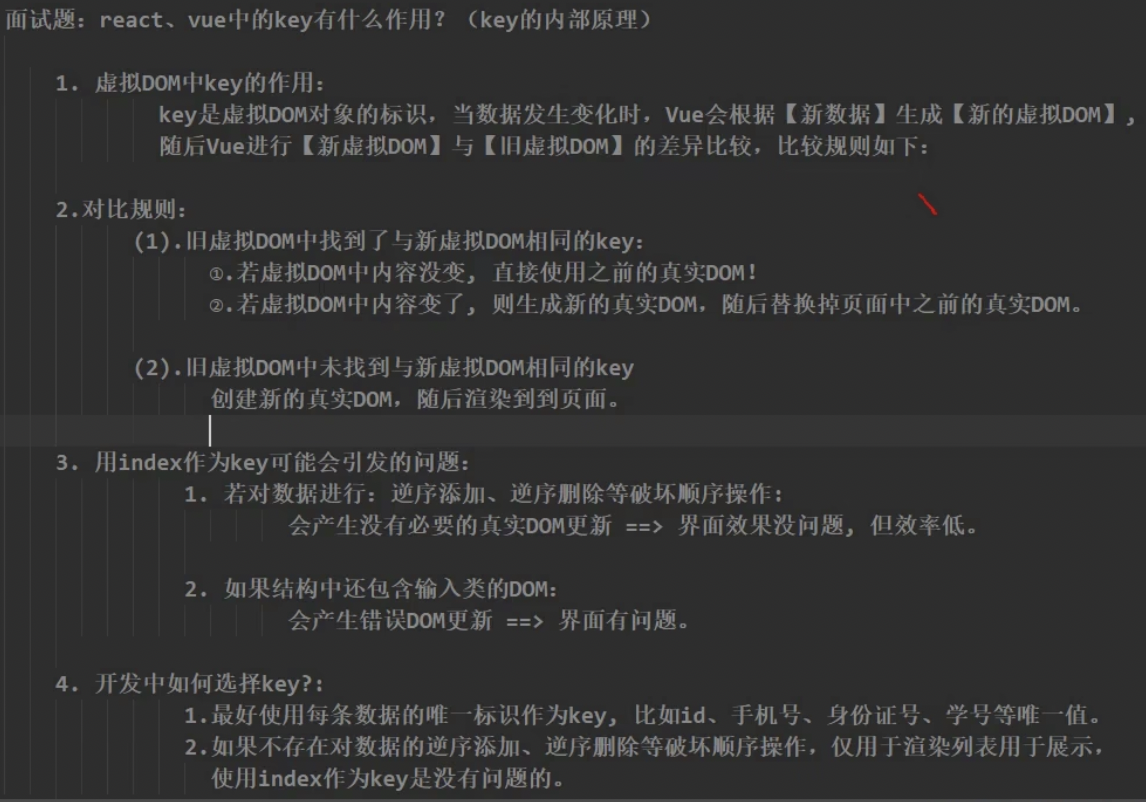 面试题：react、vue中的key有什么作用？（key的内部原理）
1. 虚拟DOM中key的作用：
key是虚拟DOM对象的标识，当数据发生变化时，Vue会根据【新数据】生成【新的虚拟DOM】,
随后Vue进行【新虚拟DOM】与【旧虚拟DOM】的差异比较，比较规则如下：
2.对比规则：
(1).旧虚拟DOM中找到了与新虚拟DOM相同的key：
①.若虚拟DOM中内容没变, 直接使用之前的真实DOM！
②.若虚拟DOM中内容变了, 则生成新的真实DOM，随后替换掉页面中之前的真实DOM。
(2).旧虚拟DOM中未找到与新虚拟DOM相同的key
创建新的真实DOM，随后渲染到到页面。
3. 用index作为key可能会引发的问题：
1. 若对数据进行：逆序添加、逆序删除等破坏顺序操作：
会产生没有必要的真实DOM更新 ==> 界面效果没问题, 但效率低。
2. 如果结构中还包含输入类的DOM：
会产生错误DOM更新 ==> 界面有问题。
4. 开发中如何选择key?:
1.最好使用每条数据的唯一标识作为key, 比如id、手机号、身份证号、学号等唯一值。
2.如果不存在对数据的逆序添加、逆序删除等破坏顺序操作，仅用于渲染列表用于展示，
使用index作为key是没有问题的。